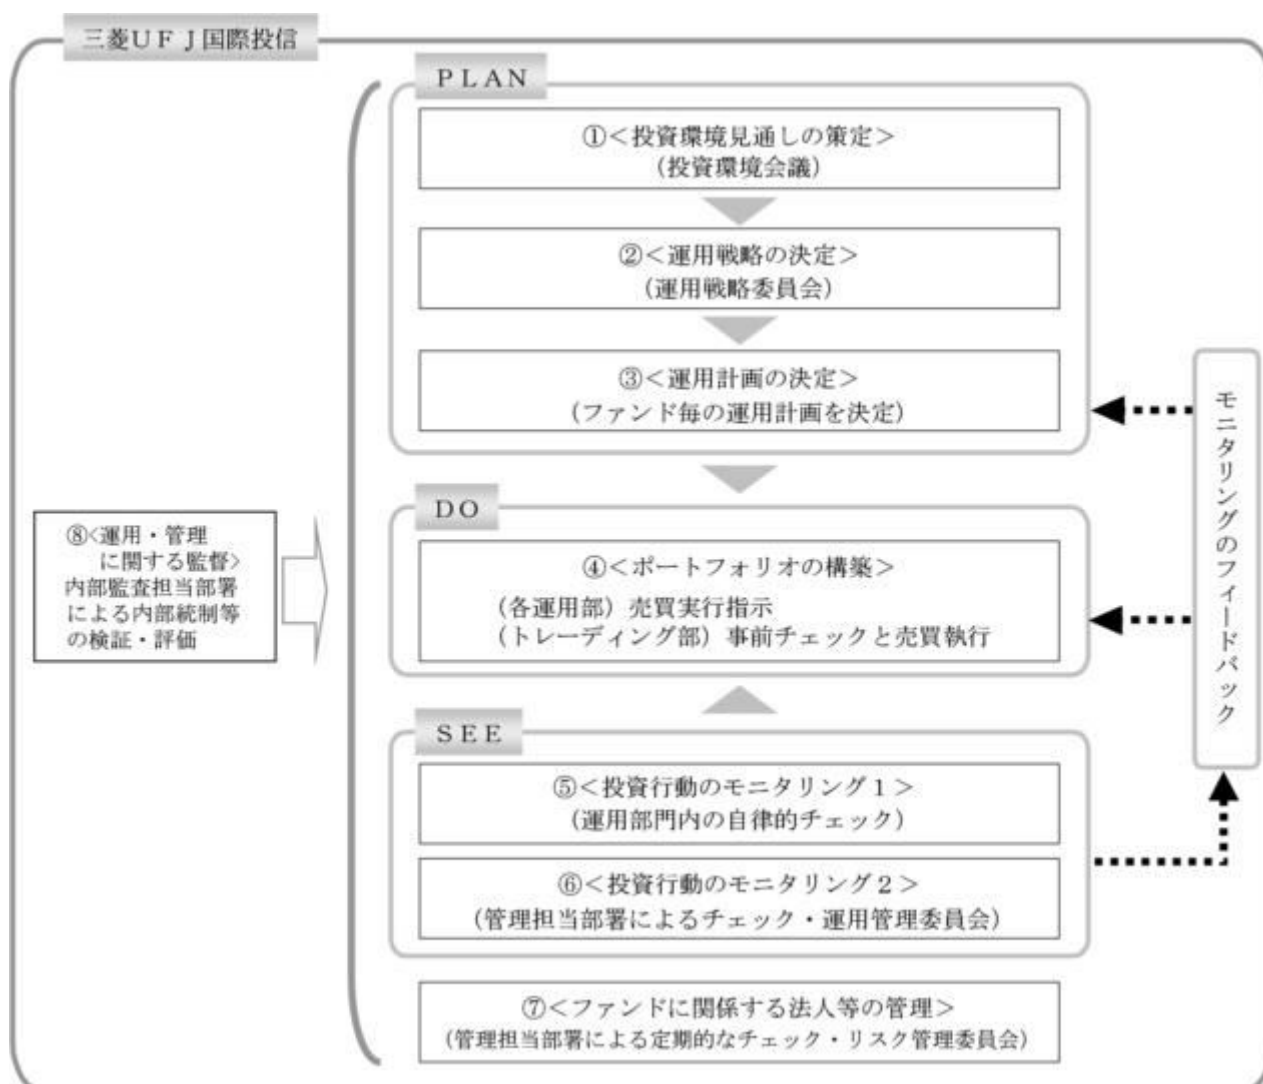 三菱ＵＦＪ国際投信
ＰＬＡＮ
①＜投資環境見通しの策定＞
（投資環境会議）
②＜運用戦略の決定＞
（運用戦略委員会）
③＜運用計画の決定＞
（ファンド毎の運用計画を決定）
ＤＯ
④＜ポートフォリオの構築＞
（各運用部）売買実行指示
（トレーディング部）事前チェックと売買執行
ＳＥＥ
⑤＜投資行動のモニタリング１＞
（運用部門内の自律的チェック）
⑥＜投資行動のモニタリング２＞
（管理担当部署によるチェック・運用管理委員会）
⑦＜ファンドに関係する法人等の管理＞
（管理担当部署による定期的なチェック・リスク管理委員会）
⑧<運用・管理
に関する監督>
内部監査担当部署
による内部統制等
の検証・評価
モニタリングのフィードバック